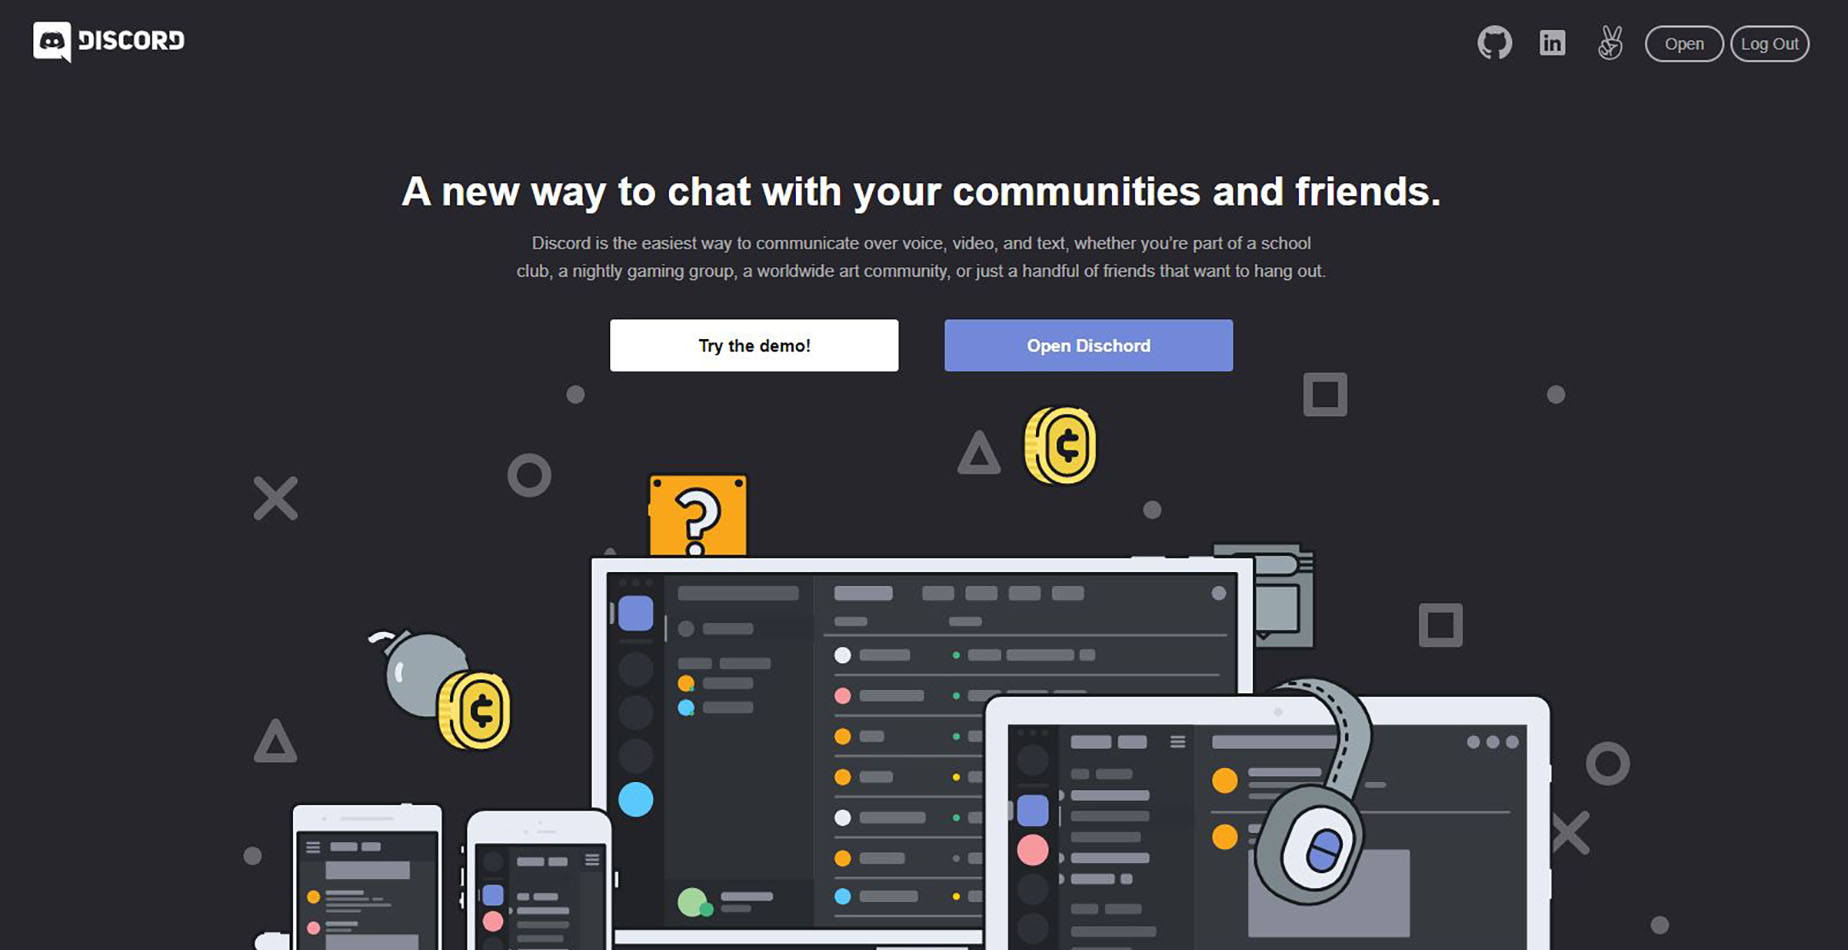 DISCORD
in
Open
Log Out
A new way to chat with your communities and friends.
Discord is the easiest way to communicate over voice, video, and text, whether you're part of a school
club, a nightly gaming group, a worldwide art community, or just a handful of friends that want to hang out.
Try the demo!
Open Dischord
¢
?
¢